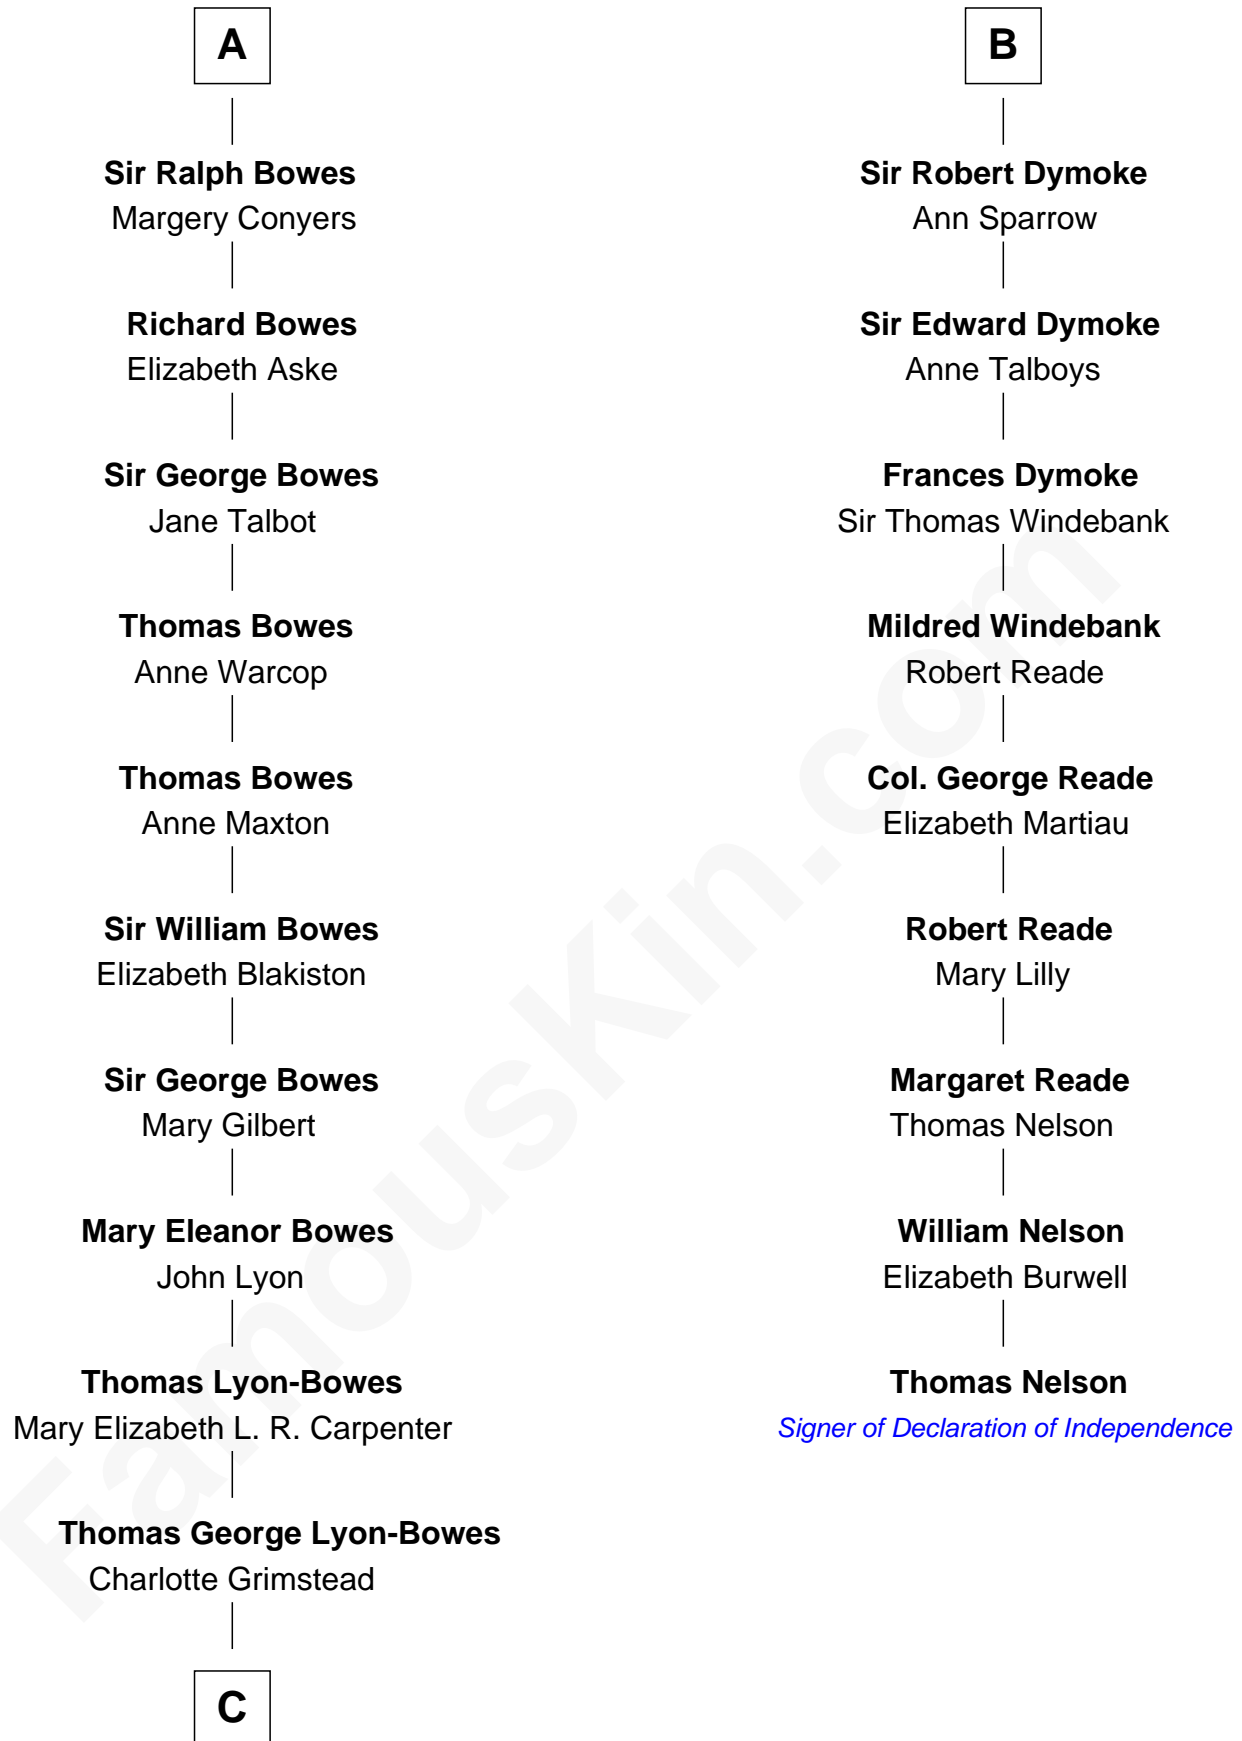 A
Sir Ralph Bowes
Margery Conyers
Richard Bowes
Elizabeth Aske
Sir George Bowes
Jane Talbot
Thomas Bowes
Anne Warcop
Thomas Bowes
Anne Maxton
Sir William Bowes
Elizabeth Blakiston
Sir George Bowes
Mary Gilbert
Mary Eleanor Bowes
John Lyon
Thomas Lyon-Bowes
Mary Elizabeth L. R. Carpenter
Thomas George Lyon-Bowes
Charlotte Grimstead
C
B
Sir Robert Dymoke
Ann Sparrow
Sir Edward Dymoke
Anne Talboys
Frances Dymoke
Sir Thomas Windebank
Mildred Windebank
Robert Reade
Col. George Reade
Elizabeth Martiau
Robert Reade
Mary Lilly
Margaret Reade
Thomas Nelson
William Nelson
Elizabeth Burwell
Thomas Nelson
Signer of Declaration of Independence
FamousKin.com